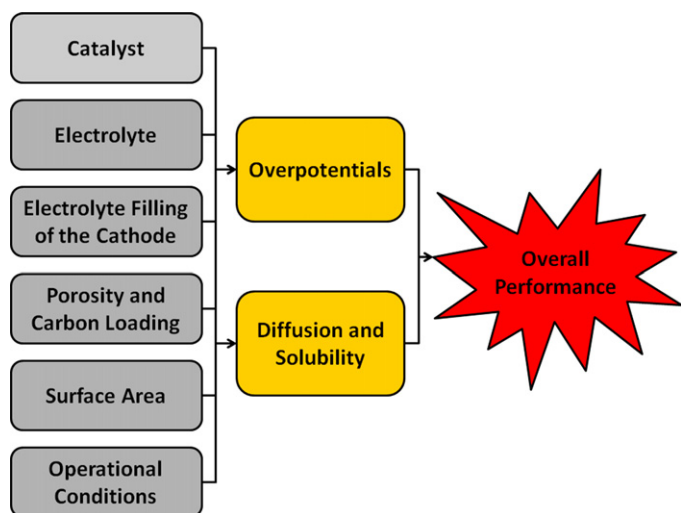 Catalyst
Electrolyte
Electrolyte Filling
of the Cathode
Porosity and
Carbon Loading
Surface Area
Operational
Conditions
Overpotentials
Diffusion and
Solubility
Overall
Performance